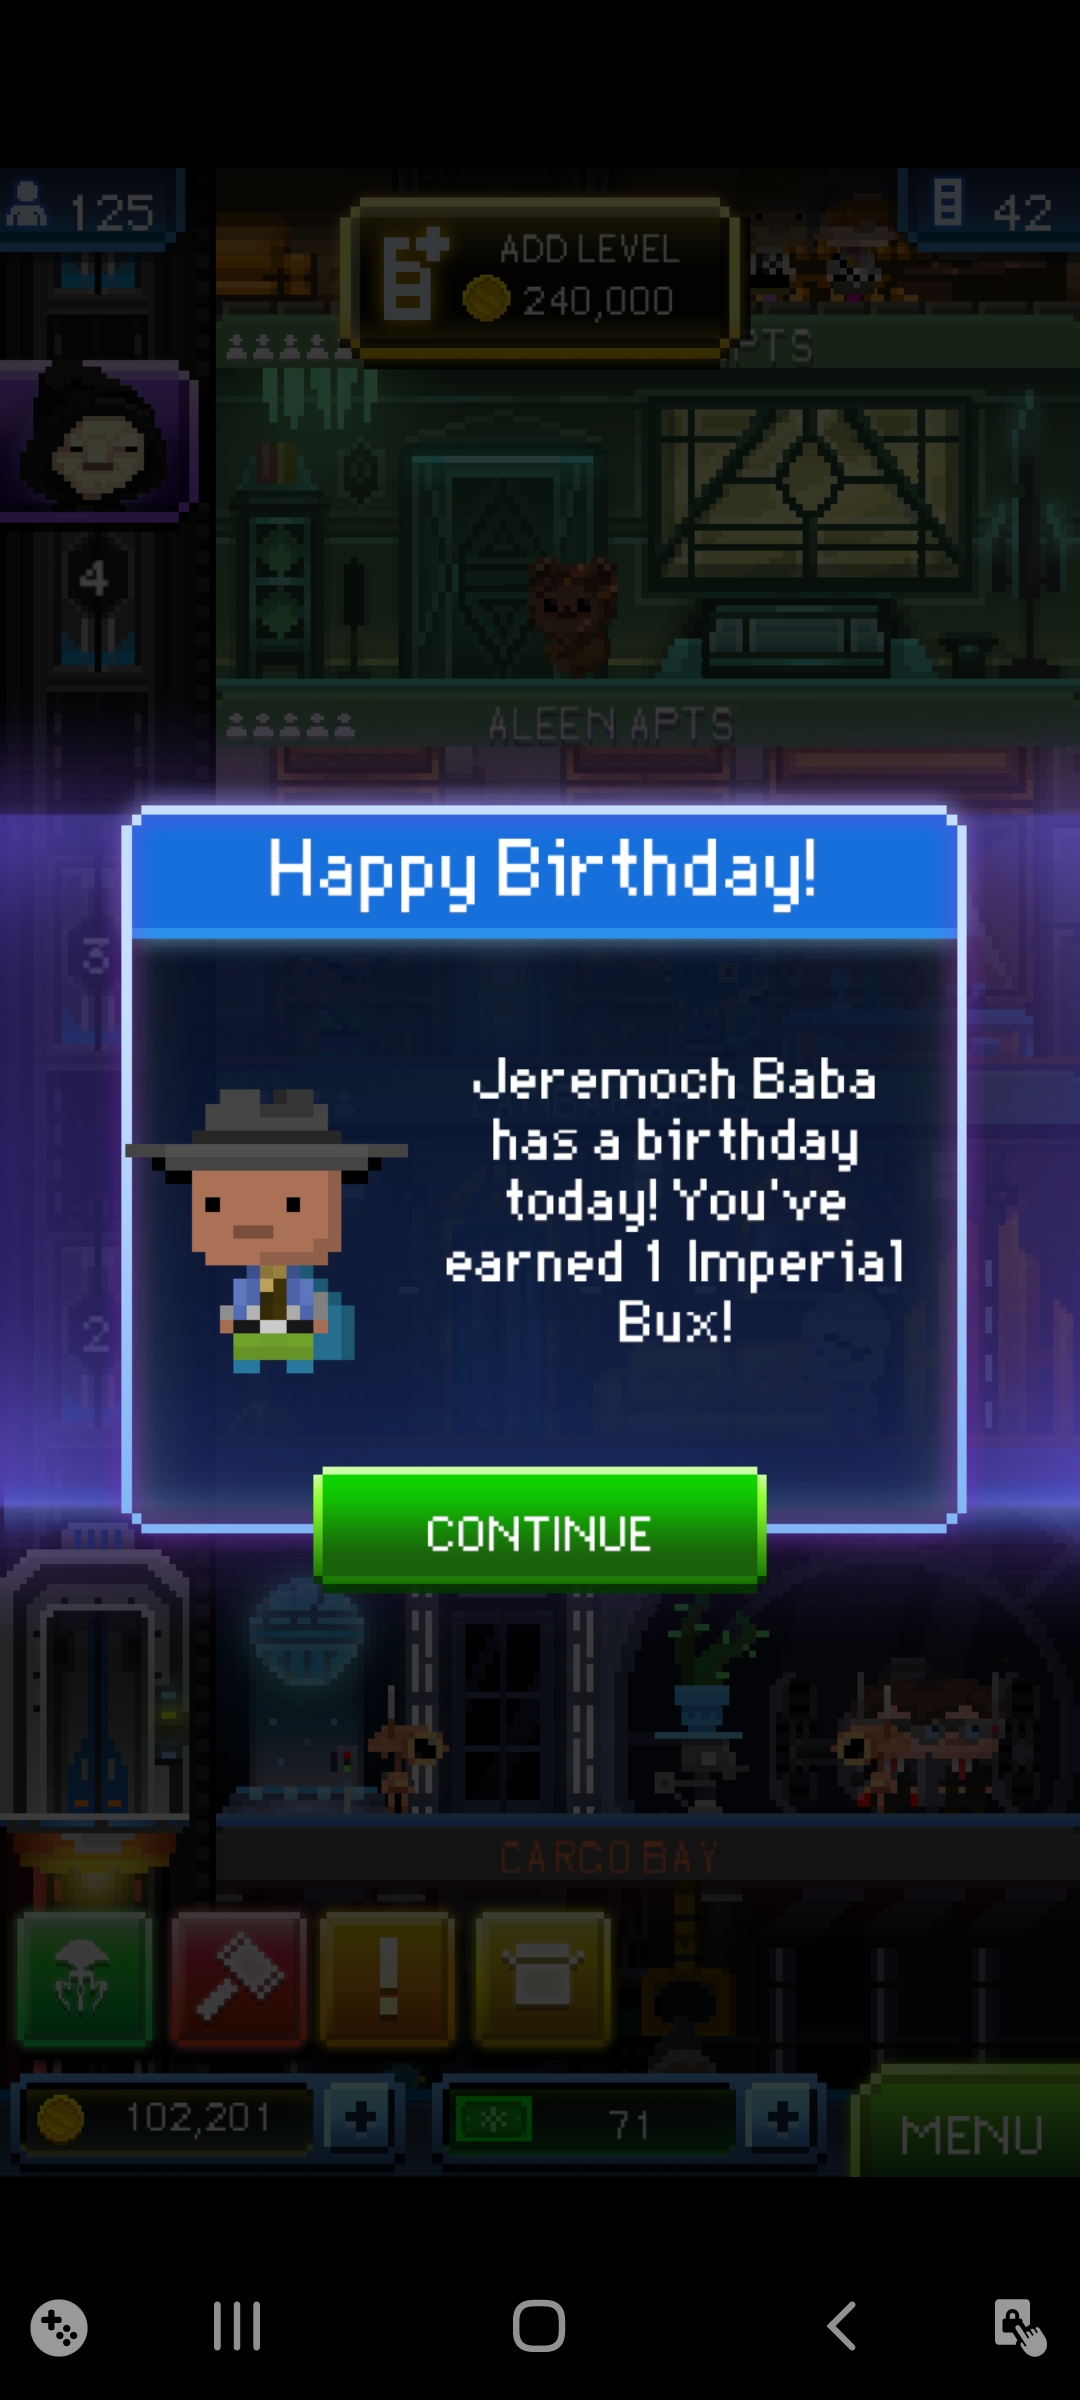 125
42
ADD LEVEL
240,000
PTS
4
ALEEN APTS
Happy Birthday!
3
Jeremoch Baba
has a birthday
today! You've
earned 1 Imperial
Bux!
2
CONTINUE
CARGO BAY
102,201
71
MENU